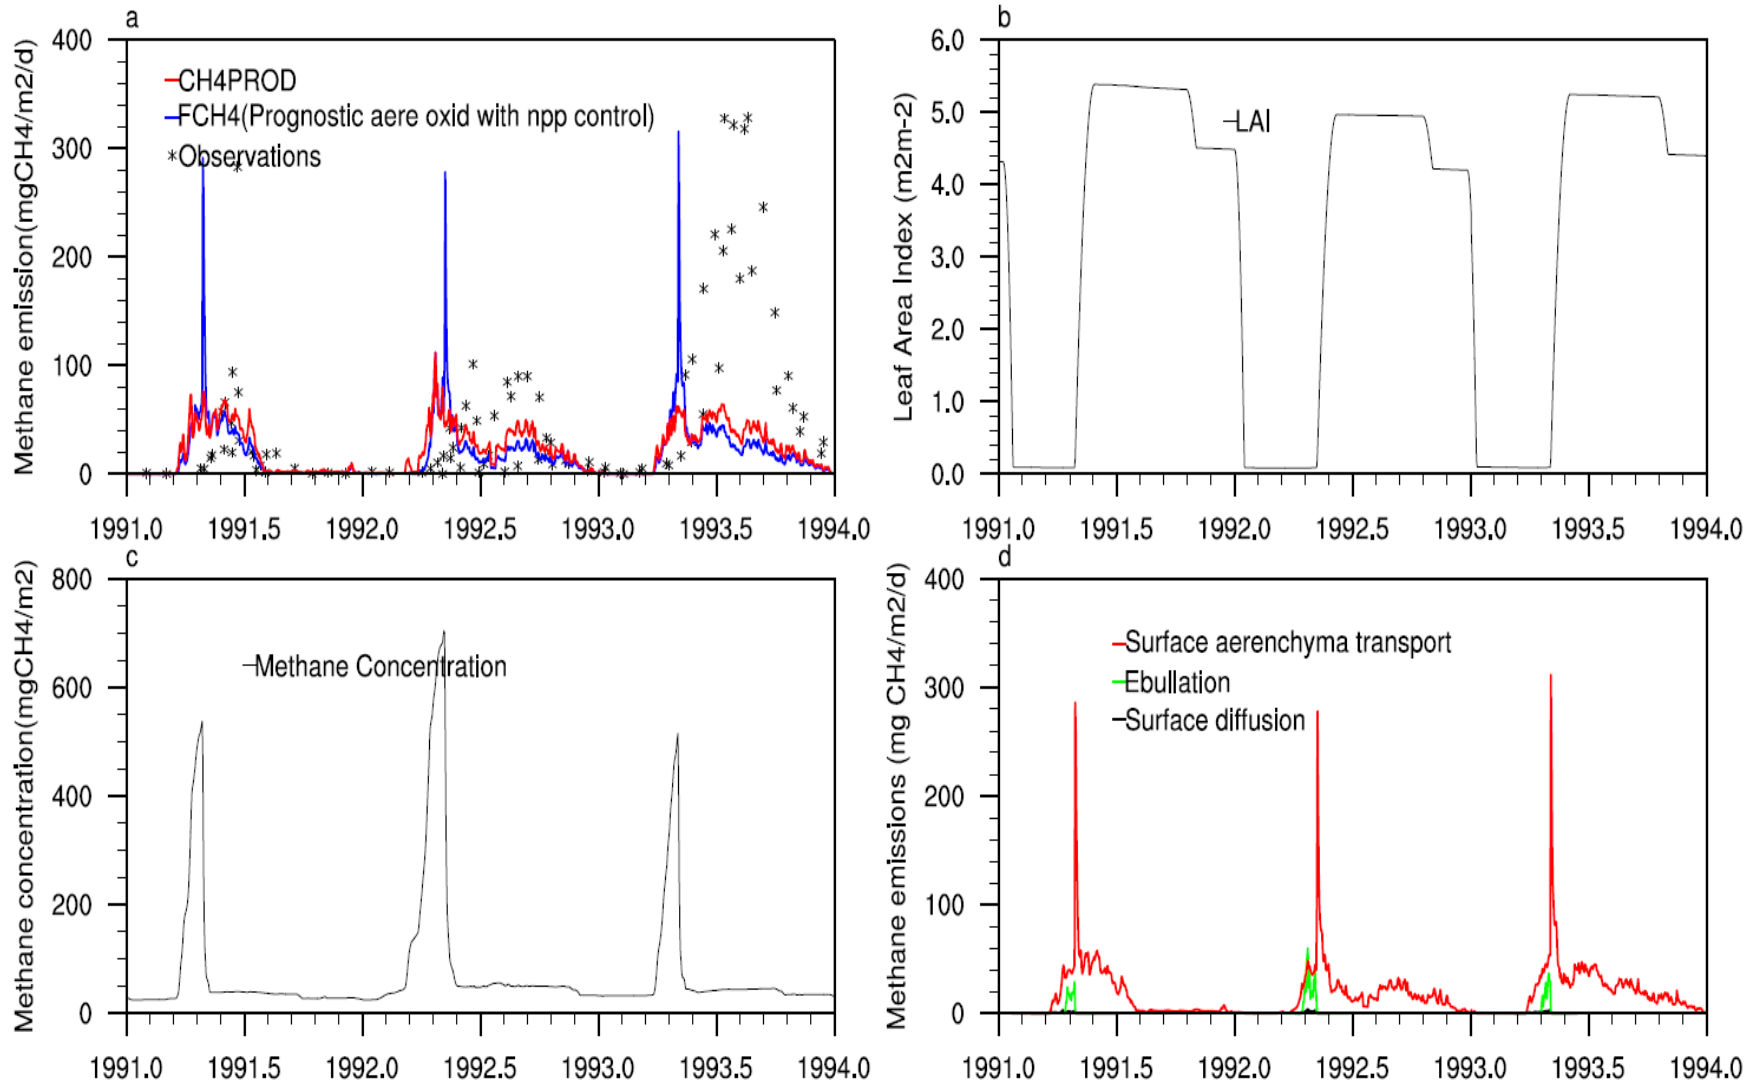 a
Methane emission(mgCH4/m2/d)
400
300
200
100
0
CH4PROD
FCH4(Prognostic aere oxid with npp control)
*Observations
1991.0 1991.5 1992.0 1992.5 1993.0 1993.5 1994.0
b
Leaf Area Index (m2m-2)
6.0
5.0
4.0
3.0
2.0
1.0
0.0
LAI
1991.0 1991.5 1992.0 1992.5 1993.0 1993.5 1994.0
c
Methane concentration(mgCH4/m2)
800
600
400
200
0
Methane Concentration
1991.0 1991.5 1992.0 1992.5 1993.0 1993.5 1994.0
d
Methane emissions (mg CH4/m2/d)
400
300
200
100
0
Surface aerenchyma transport
Ebullation
Surface diffusion
1991.0 1991.5 1992.0 1992.5 1993.0 1993.5 1994.0